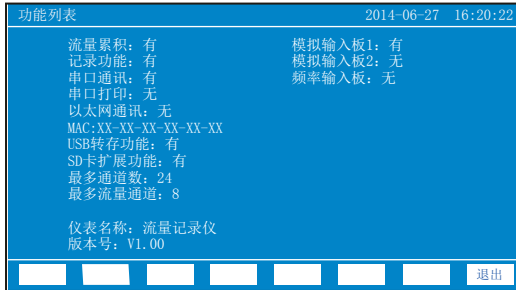 功能列表 2014-06-27 16:20:22
流量累积：有 模拟输入板1：有
记录功能：有 模拟输入板2：无
串口通讯：有 频率输入板：无
串口打印：无
以太网通讯：无
MAC:XX-XX-XX-XX-XX-XX
USB转存功能：有
SD卡扩展功能：有
最多通道数：24
最多流量通道：8
仪表名称：流量记录仪
版本号：V1.00
退出